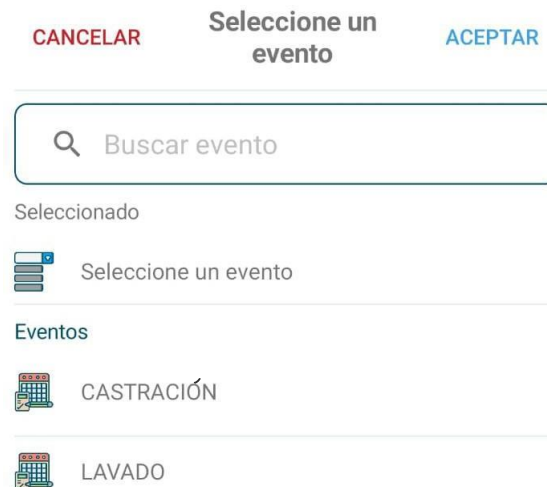 CANCELAR
Seleccione un
evento
ACEPTAR
Buscar evento
Seleccionado
Seleccione un evento
Eventos
CASTRACIÓN
LAVADO